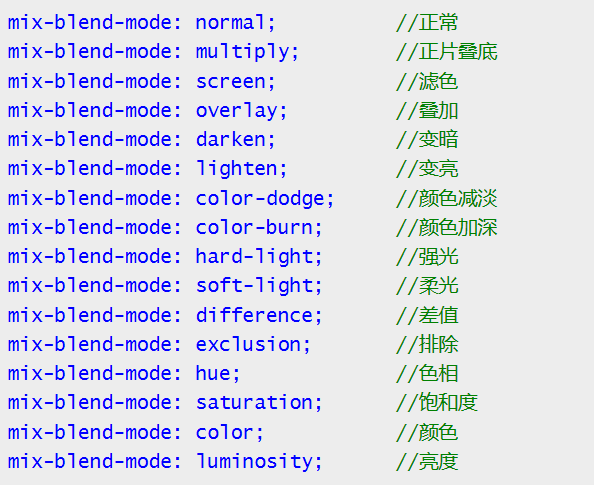 mix-blend-mode: normal; //正常
mix-blend-mode: multiply; //正片叠底
mix-blend-mode: screen; //滤色
mix-blend-mode: overlay; //叠加
mix-blend-mode: darken; //变暗
mix-blend-mode: lighten; //变亮
mix-blend-mode: color-dodge; //颜色减淡
mix-blend-mode: color-burn; //颜色加深
mix-blend-mode: hard-light; //强光
mix-blend-mode: soft-light; //柔光
mix-blend-mode: difference; //差值
mix-blend-mode: exclusion; //排除
mix-blend-mode: hue; //色相
mix-blend-mode: saturation; //饱和度
mix-blend-mode: color; //颜色
mix-blend-mode: luminosity; //亮度